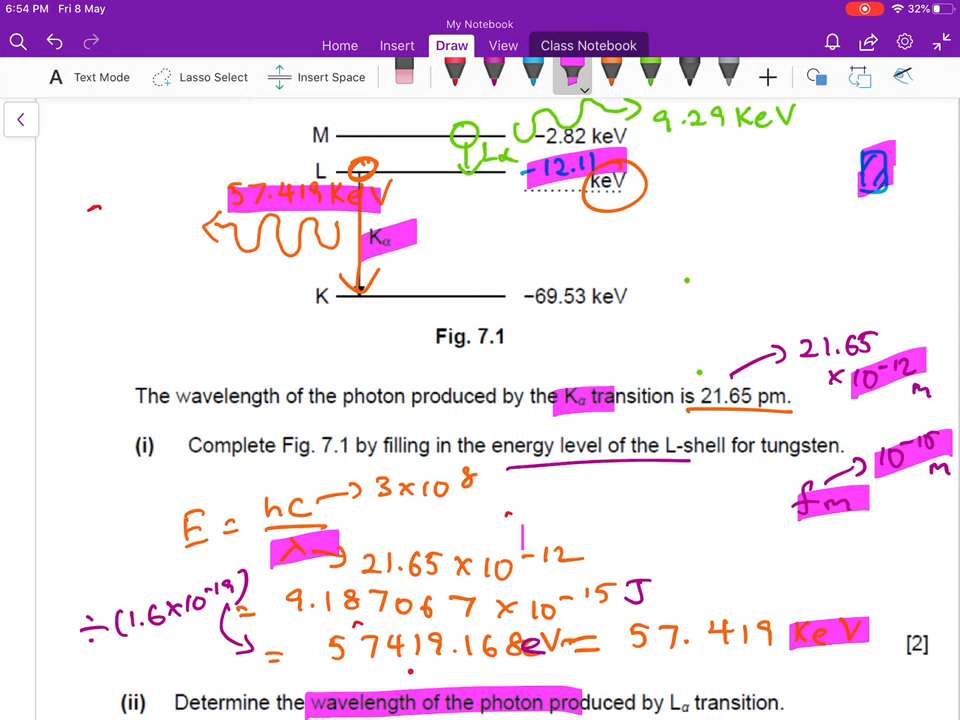 6:54 PM Fri 8 May
32%
My Notebook
Home Insert Draw View Class Notebook
A Text Mode Lasso Select Insert Space
9.29 KeV
M −2.82 keV
Lα
L -12.11 keV
57.419 KeV
Kα
K −69.53 keV
Fig. 7.1
21.65 × 10⁻¹² m
The wavelength of the photon produced by the Kα transition is 21.65 pm.
(i) Complete Fig. 7.1 by filling in the energy level of the L-shell for tungsten.
fm → 10⁻¹⁵ m
E = hc/λ
c → 3 × 10⁸
λ → 21.65 × 10⁻¹²
= 9.187067 × 10⁻¹⁵ J
÷ (1.6 × 10⁻¹⁹)
= 57419.168 eV = 57.419 KeV
[2]
(ii) Determine the wavelength of the photon produced by Lα transition.